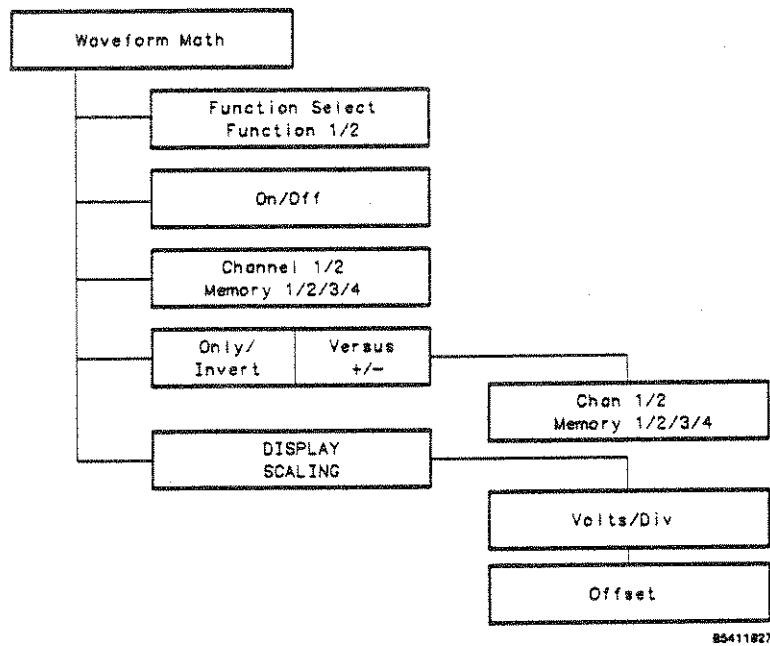 Waveform Math
Function Select
Function 1/2
On/Off
Channel 1/2
Memory 1/2/3/4
Only/
Invert
Versus
+/-
Chan 1/2
Memory 1/2/3/4
DISPLAY
SCALING
Volts/Div
Offset
B5411827